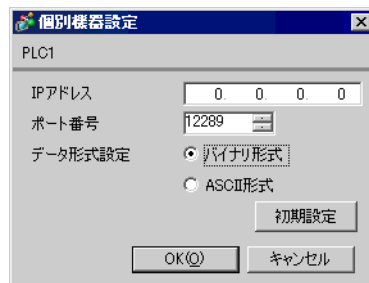 個別機器設定
PLC1
IPアドレス 0. 0. 0. 0
ポート番号 12289
データ形式設定 バイナリ形式
ASCII形式
初期設定
OK(O) キャンセル